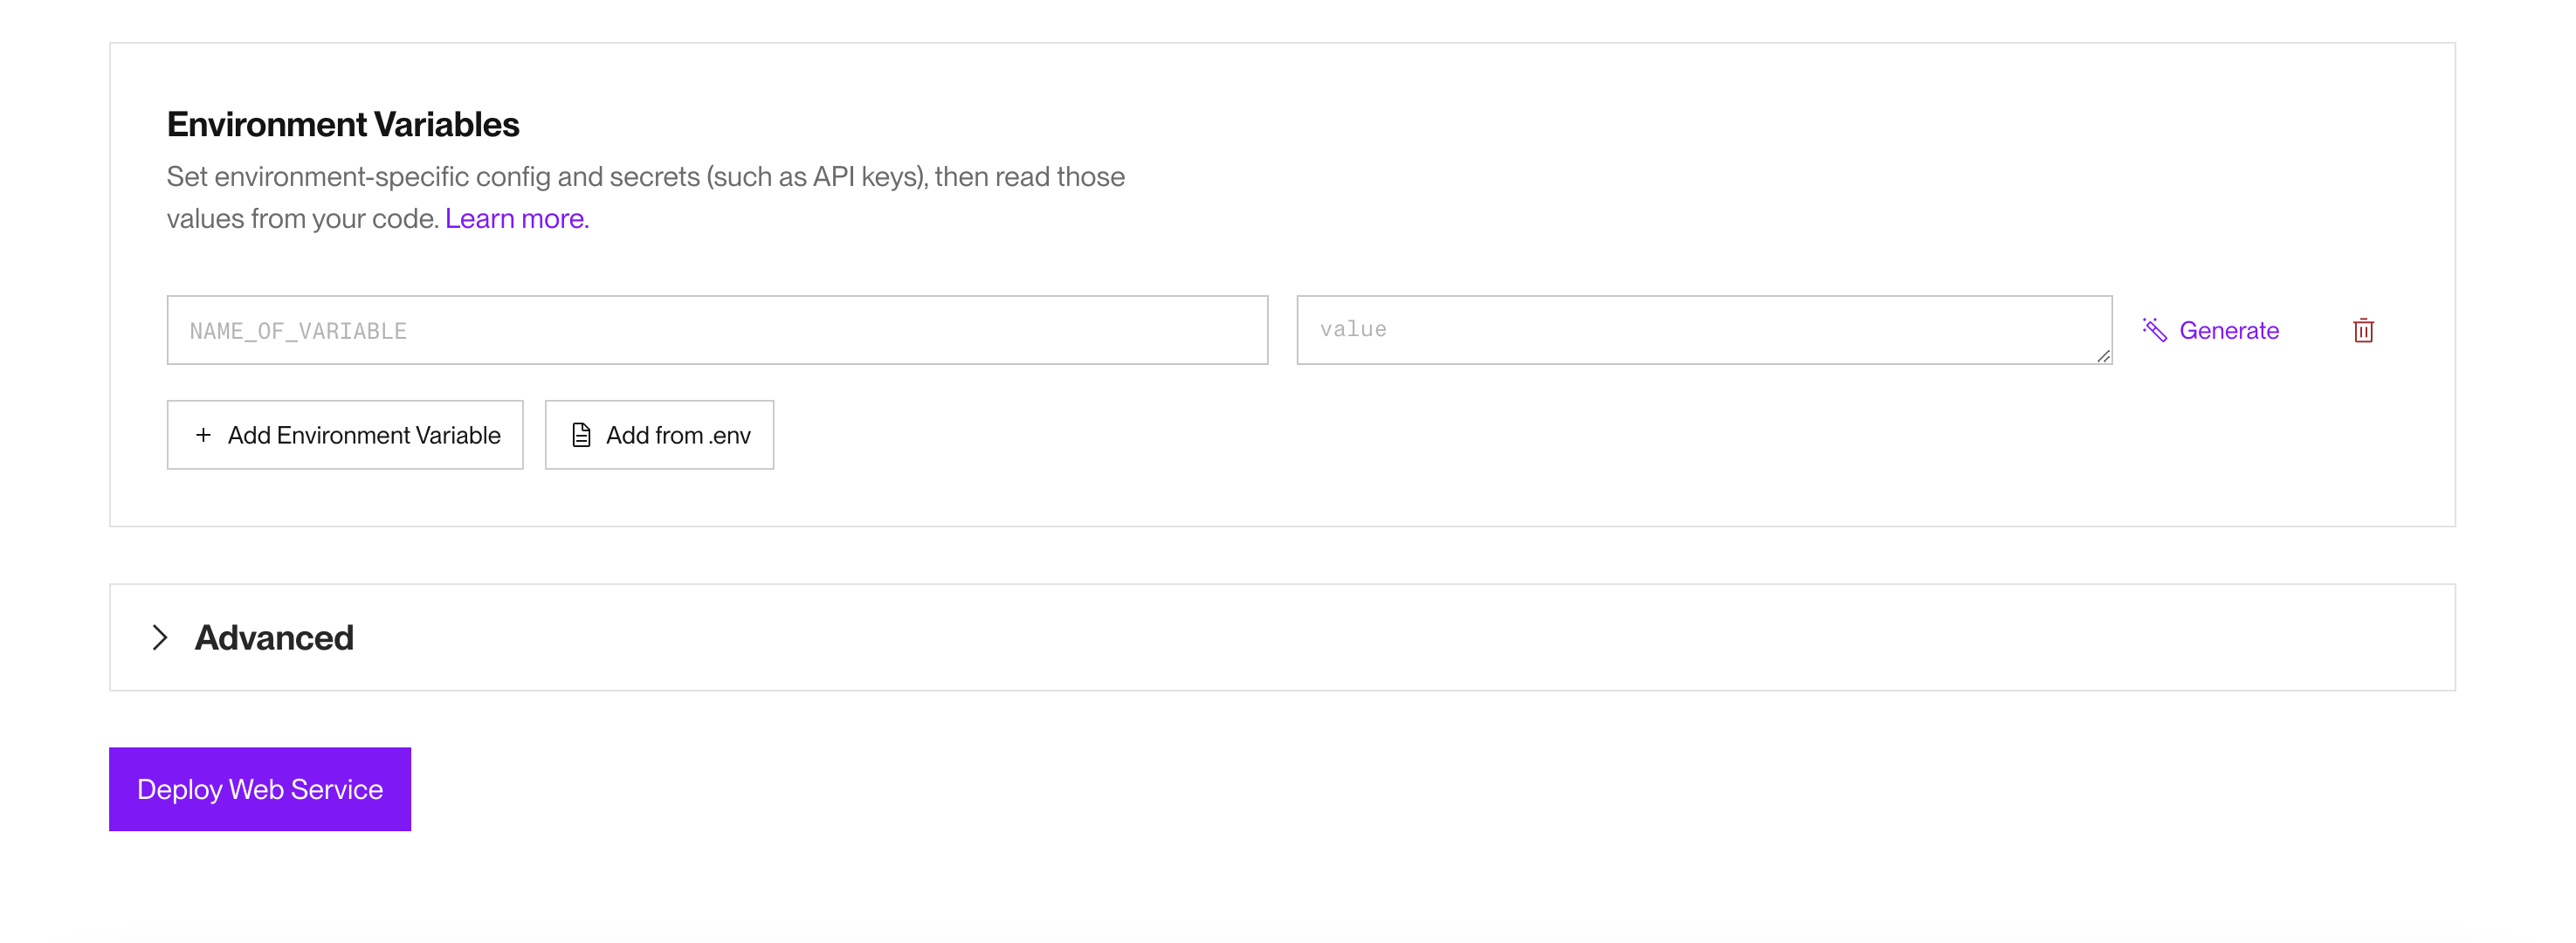 Environment Variables
Set environment-specific config and secrets (such as API keys), then read those
values from your code. Learn more.
NAME_OF_VARIABLE
value
Generate
+ Add Environment Variable
Add from .env
Advanced
Deploy Web Service